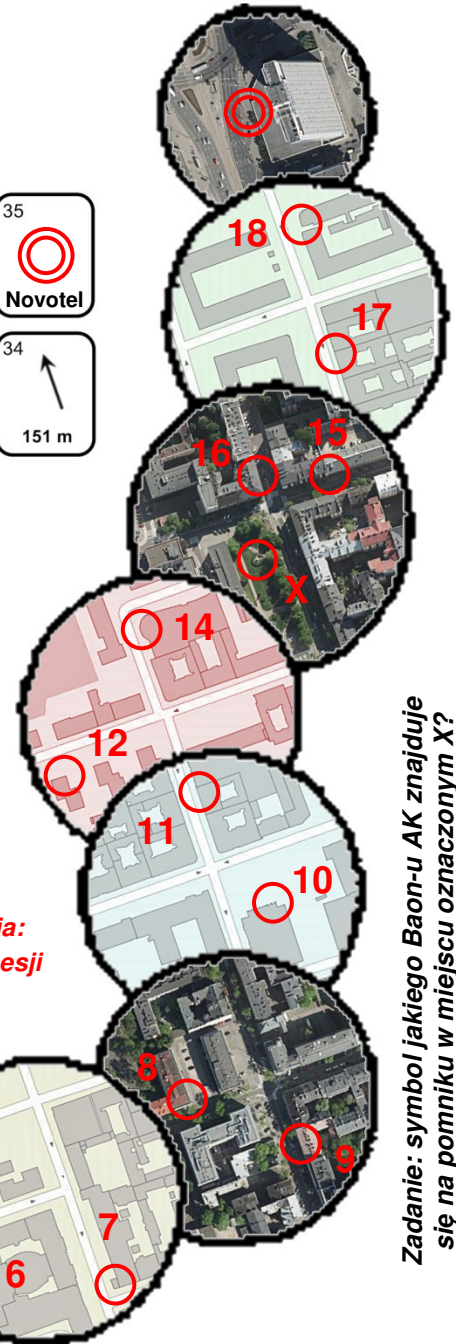 35
Novotel
34
151 m
18
17
16
15
X
14
12
11
10
ja:
esji
8
9
7
6
Zadanie: symbol jakiego Baon-u AK znajduje
się na pomniku w miejscu oznaczonym X?